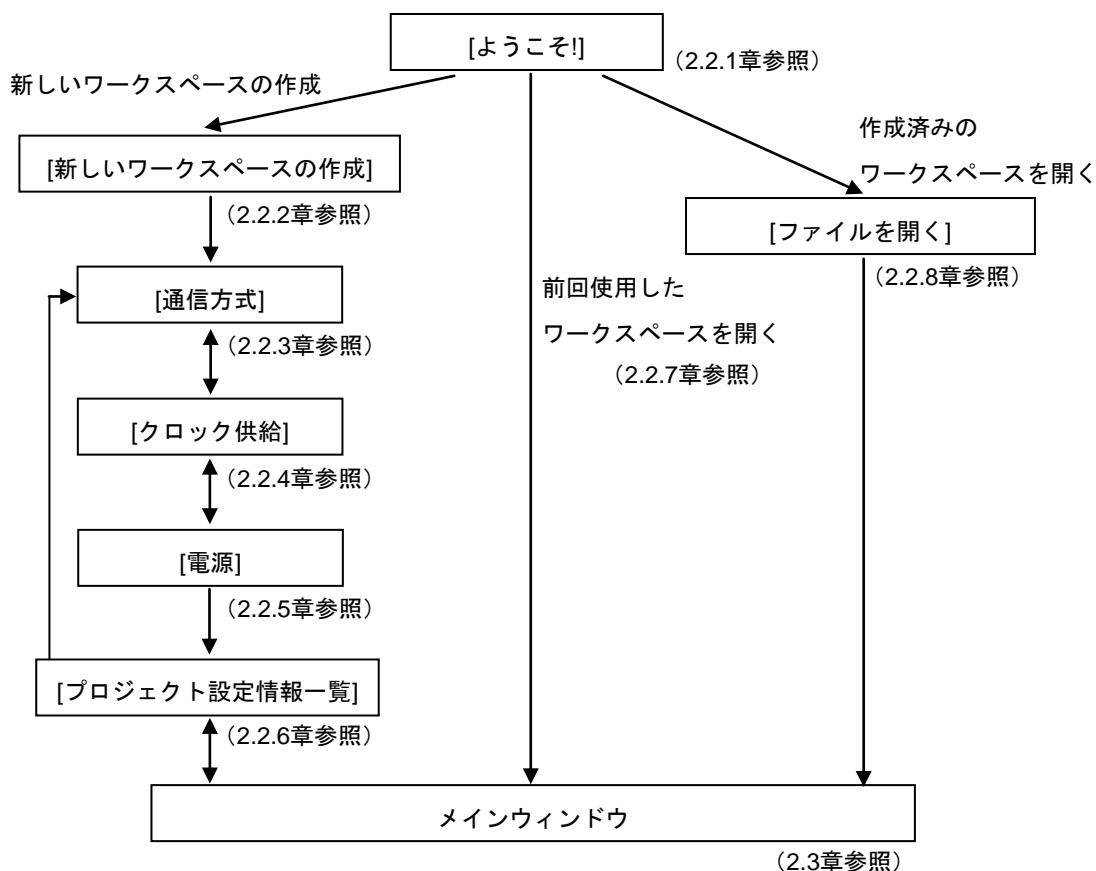 [ようこそ!]
（2.2.1章参照）
新しいワークスペースの作成
作成済みの
ワークスペースを開く
[新しいワークスペースの作成]
（2.2.2章参照）
[ファイルを開く]
（2.2.8章参照）
[通信方式]
（2.2.3章参照）
前回使用した
ワークスペースを開く
（2.2.7章参照）
[クロック供給]
（2.2.4章参照）
[電源]
（2.2.5章参照）
[プロジェクト設定情報一覧]
（2.2.6章参照）
メインウィンドウ
（2.3章参照）